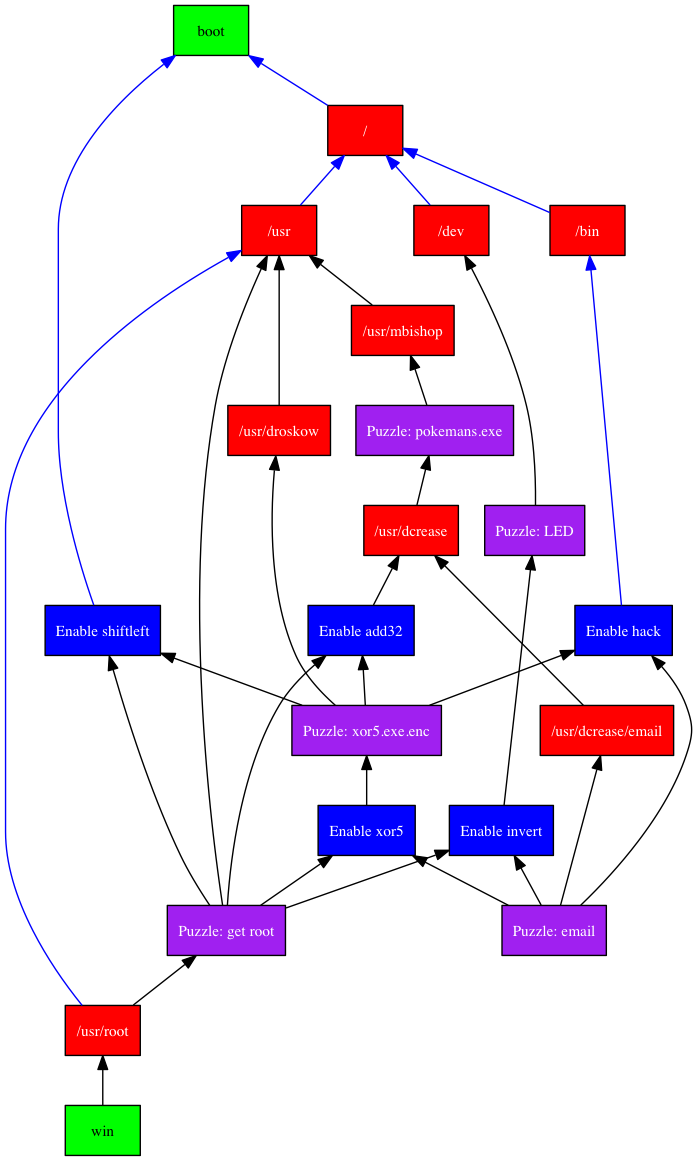 boot
/
/usr
/dev
/bin
/usr/mbishop
/usr/droskow
Puzzle: pokemans.exe
/usr/dcrease
Puzzle: LED
Enable shiftleft
Enable add32
Enable hack
Puzzle: xor5.exe.enc
/usr/dcrease/email
Enable xor5
Enable invert
Puzzle: get root
Puzzle: email
/usr/root
win